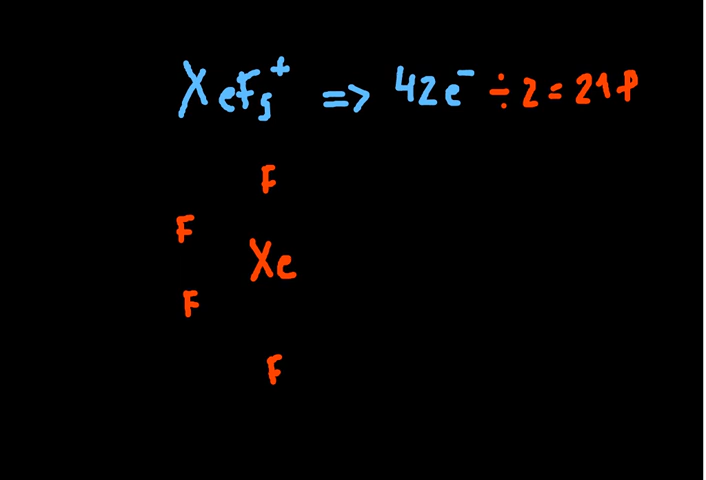 XeF5+ => 42e- ÷ 2 = 21P
F
F
Xe
F
F